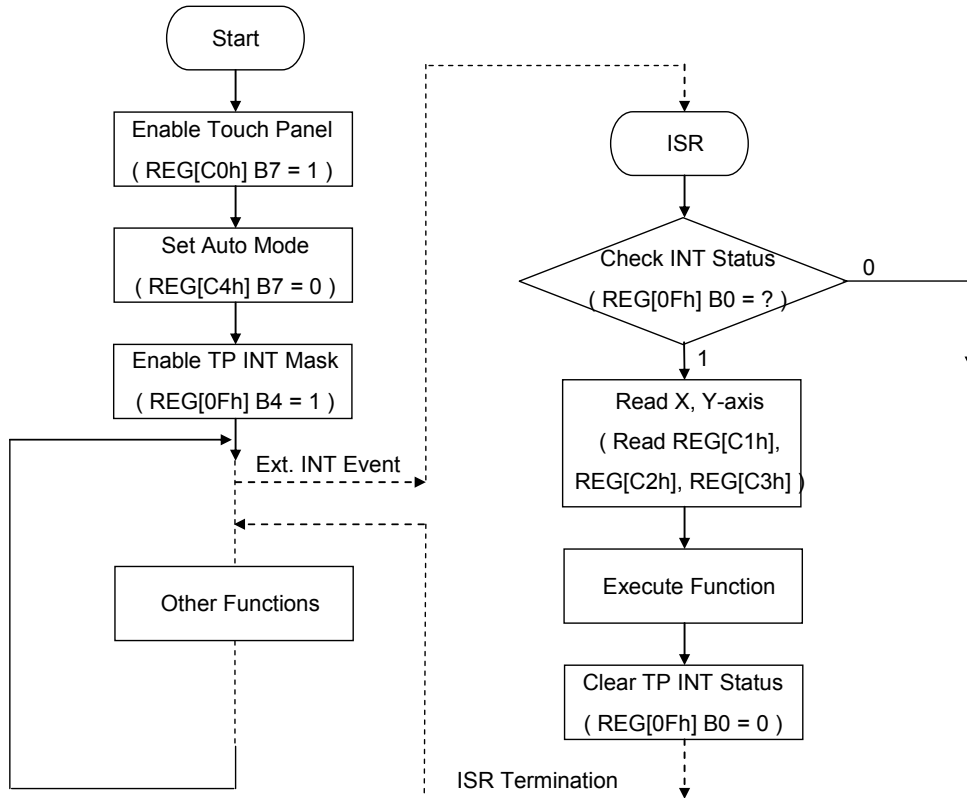 Start
Enable Touch Panel
( REG[C0h] B7 = 1 )
Set Auto Mode
( REG[C4h] B7 = 0 )
Enable TP INT Mask
( REG[0Fh] B4 = 1 )
Ext. INT Event
Other Functions
ISR
Check INT Status
( REG[0Fh] B0 = ? )
0
1
Read X, Y-axis
( Read REG[C1h],
REG[C2h], REG[C3h] )
Execute Function
Clear TP INT Status
( REG[0Fh] B0 = 0 )
ISR Termination